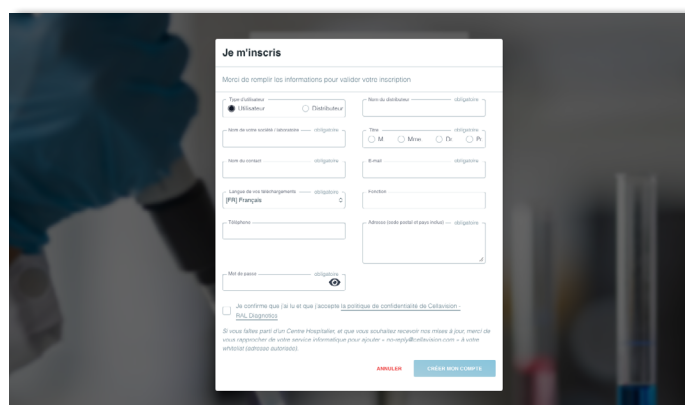 Je m'inscris
Merci de remplir les informations pour valider votre inscription
Type d'utilisateur
Utilisateur Distributeur
Nom du distributeur obligatoire
Nom de votre société / laboratoire obligatoire
Titre obligatoire
M Mme Dr Pr
Nom du contact obligatoire
E-mail obligatoire
Langue de vos téléchargements obligatoire
[FR] Français
Fonction
Téléphone
Adresse (code postal et pays inclus) obligatoire
Mot de passe obligatoire
Je confirme que j'ai lu et que j'accepte la politique de confidentialité de Cellavision -
RAL Diagnotics
Si vous faites parti d'un Centre Hospitalier, et que vous souhaitez recevoir nos mises à jour, merci de
vous rapprocher de votre service informatique pour ajouter « no-reply@cellavision.com » à votre
whitelist (adresse autorisée).
ANNULER CRÉER MON COMPTE